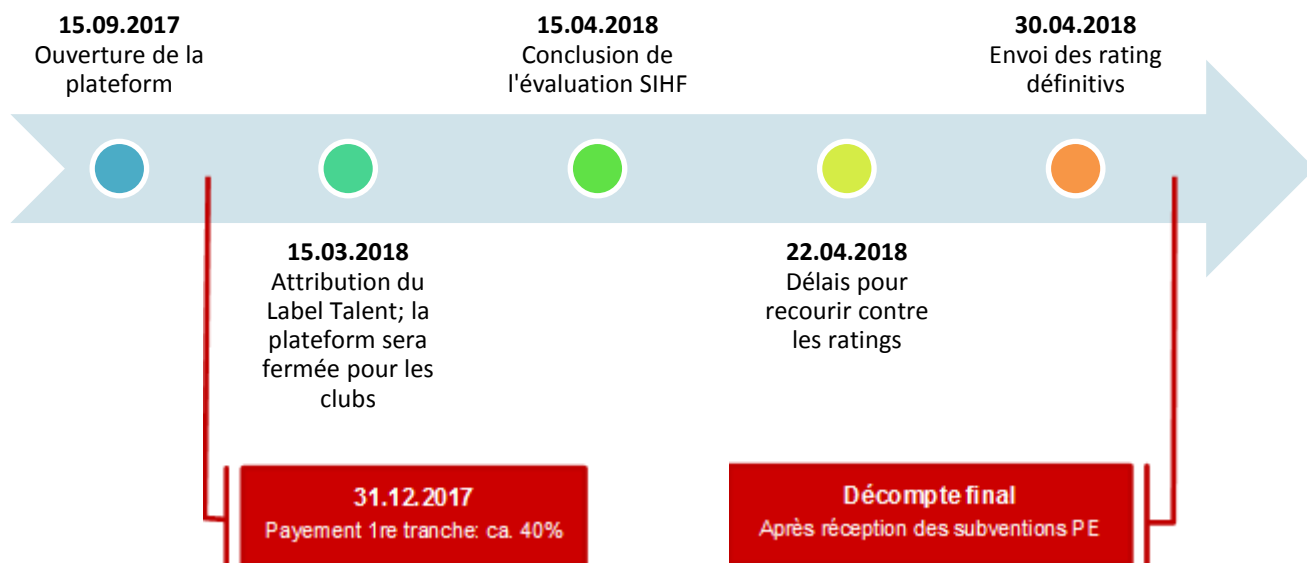 15.09.2017
Ouverture de la
plateform
15.04.2018
Conclusion de
l'évaluation SIHF
30.04.2018
Envoi des rating
définitivs
15.03.2018
Attribution du
Label Talent; la
plateform sera
fermée pour les
clubs
22.04.2018
Délais pour
recourir contre
les ratings
31.12.2017
Payement 1re tranche: ca. 40%
Décompte final
Après réception des subventions PE